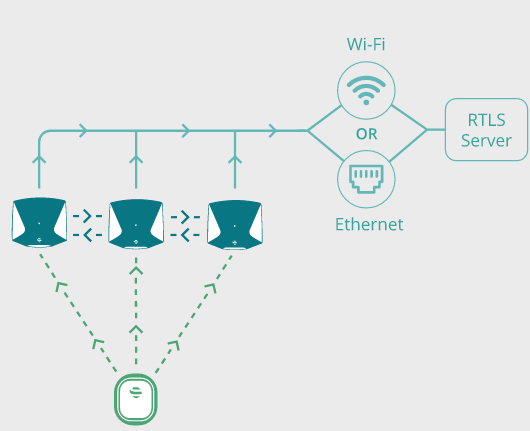 Wi-Fi
OR
RTLS
Server
Ethernet